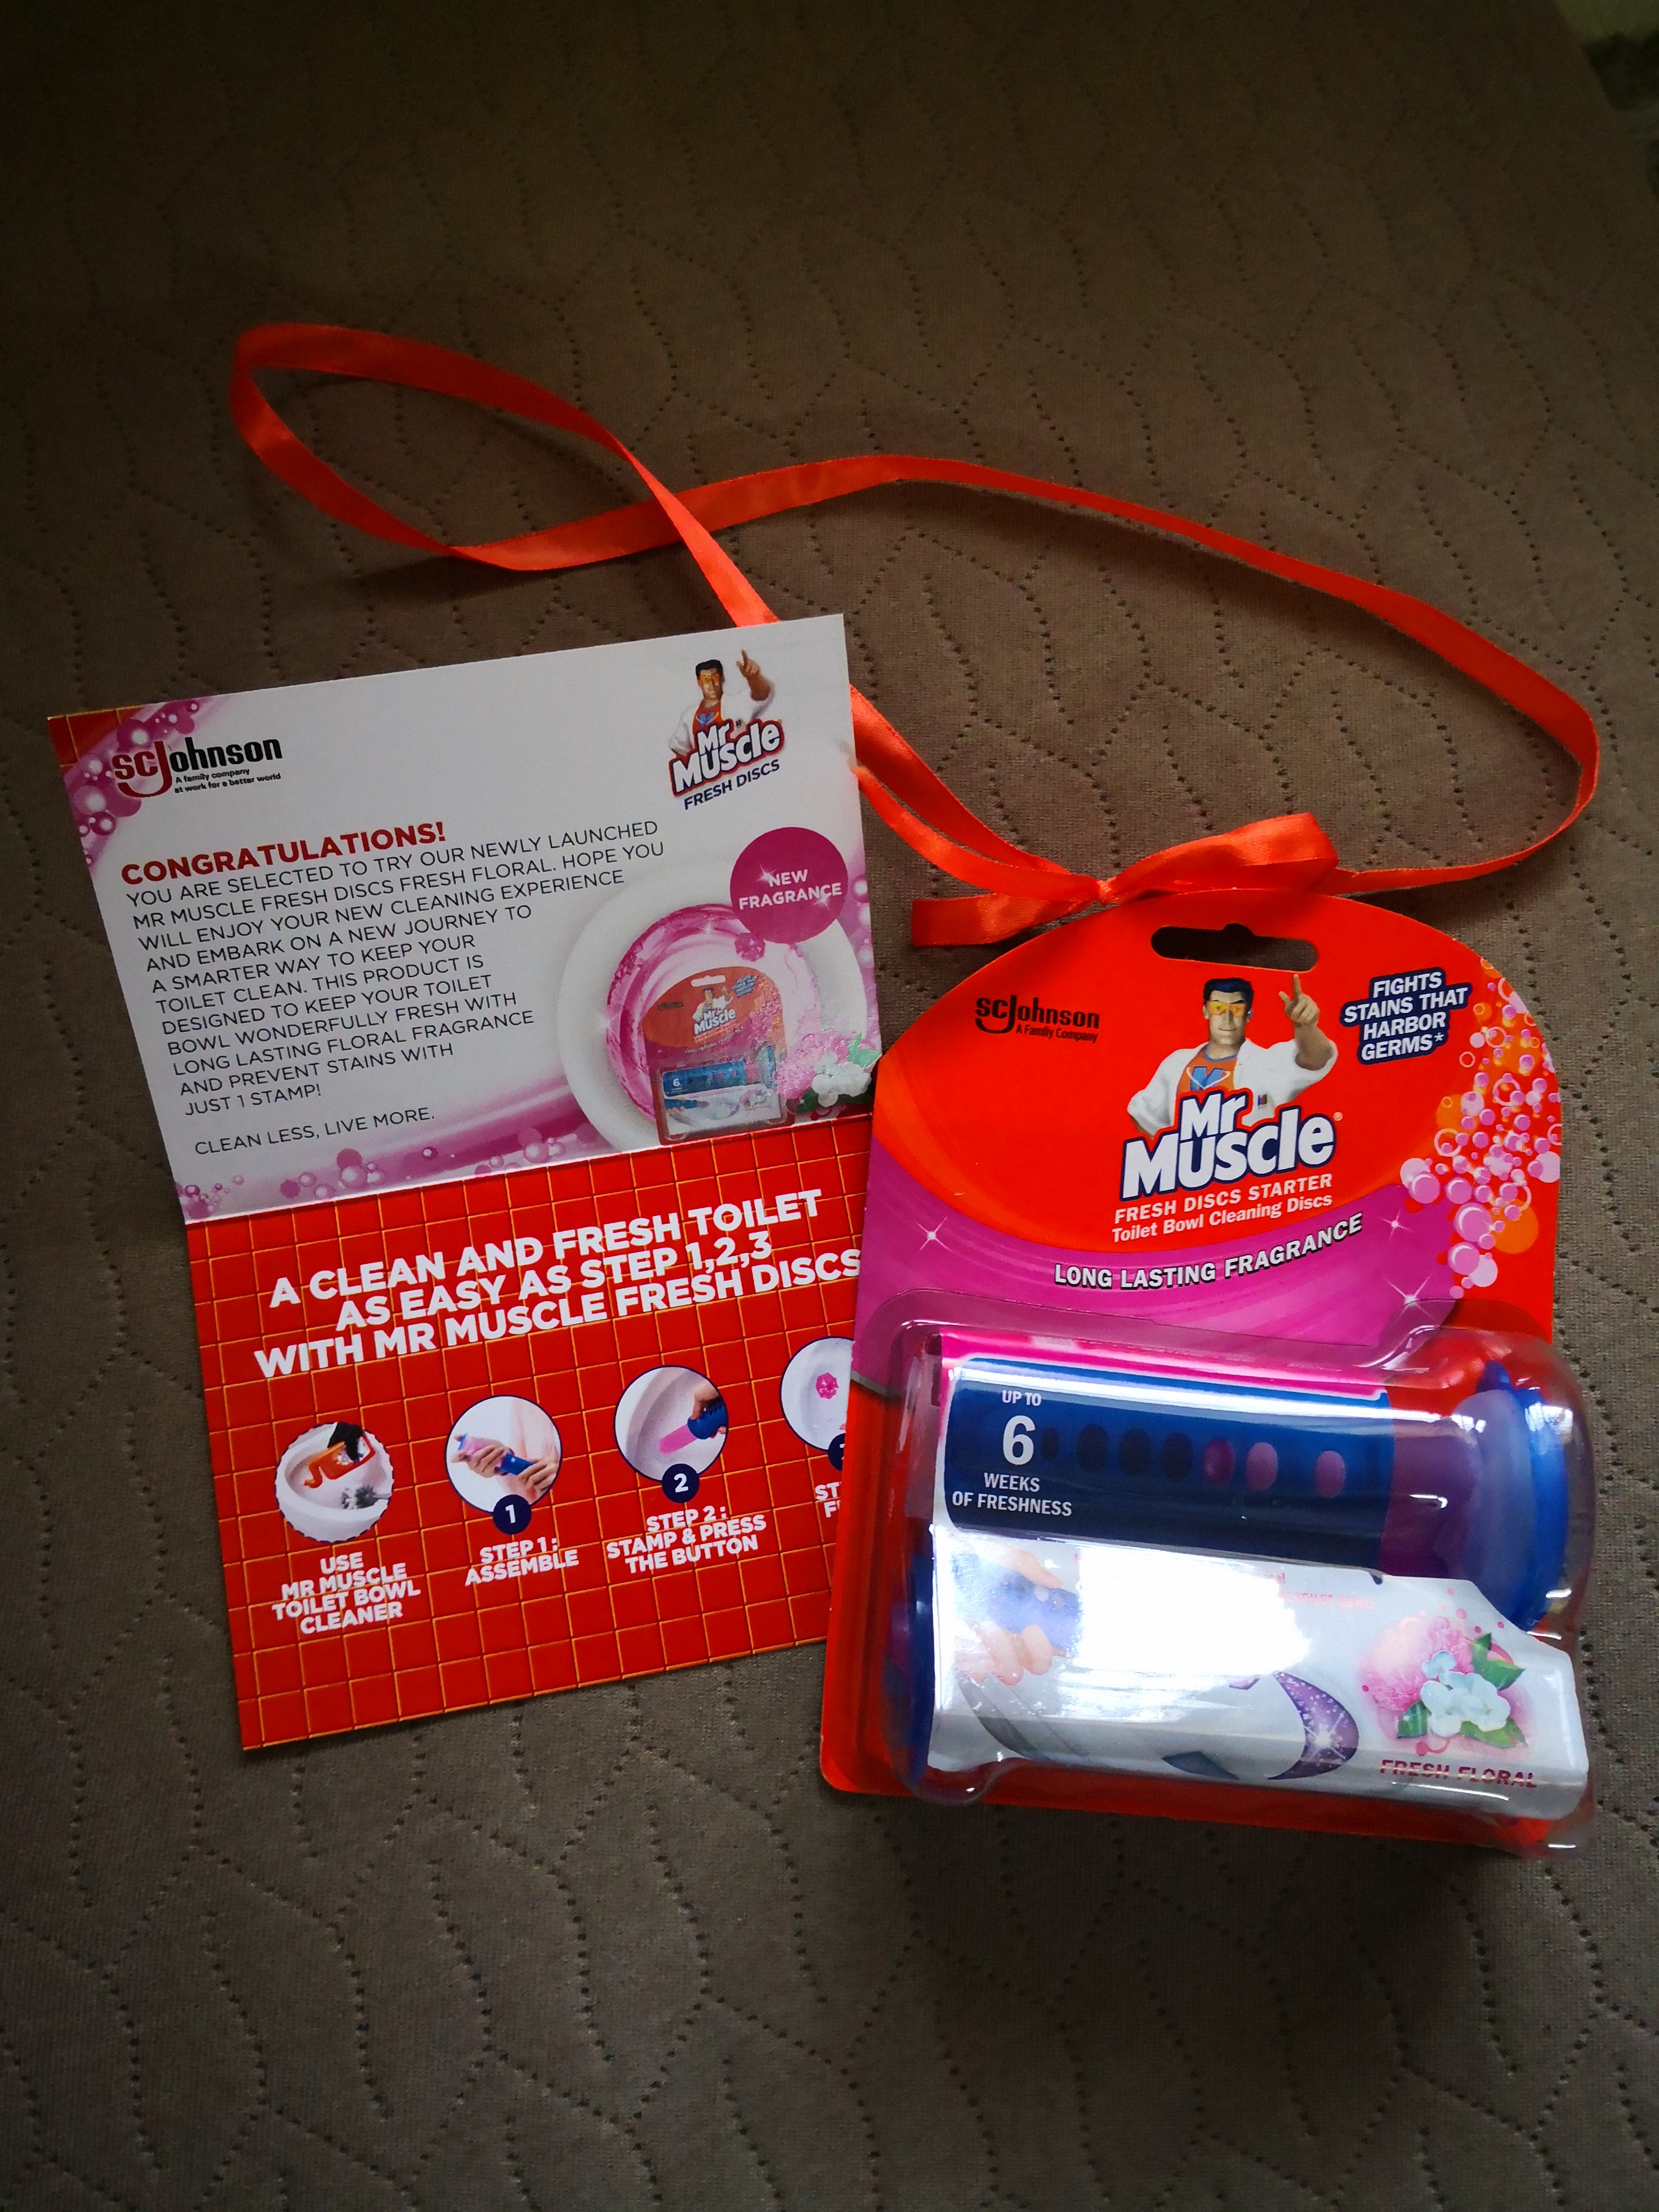 scJohnson
A family company
at work for a better world
Mr
Muscle
FRESH DISCS
CONGRATULATIONS!
YOU ARE SELECTED TO TRY OUR NEWLY LAUNCHED
MR MUSCLE FRESH DISCS FRESH FLORAL. HOPE YOU
WILL ENJOY YOUR NEW CLEANING EXPERIENCE
AND EMBARK ON A NEW JOURNEY TO
A SMARTER WAY TO KEEP YOUR
TOILET CLEAN. THIS PRODUCT IS
DESIGNED TO KEEP YOUR TOILET
BOWL WONDERFULLY FRESH WITH
LONG LASTING FLORAL FRAGRANCE
AND PREVENT STAINS WITH
JUST 1 STAMP!
CLEAN LESS, LIVE MORE.
NEW
FRAGRANCE
Mr
Muscle
6
A CLEAN AND FRESH TOILET
AS EASY AS STEP 1,2,3
WITH MR MUSCLE FRESH DISCS
USE
MR MUSCLE
TOILET BOWL
CLEANER
1
STEP 1:
ASSEMBLE
2
STEP 2:
STAMP & PRESS
THE BUTTON
scJohnson
A Family Company
FIGHTS
STAINS THAT
HARBOR
GERMS*
Mr
Muscle®
FRESH DISCS STARTER
Toilet Bowl Cleaning Discs
LONG LASTING FRAGRANCE
UP TO
6
WEEKS
OF FRESHNESS
FRESH FLORAL